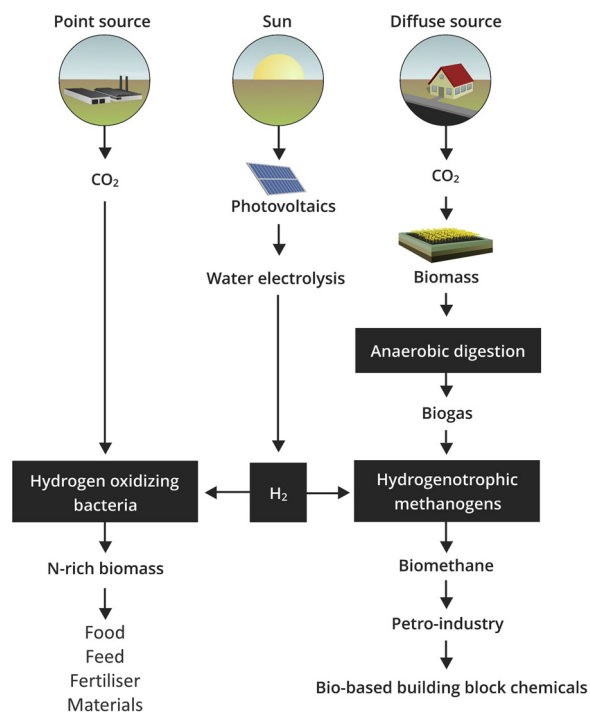 Point source
Sun
Diffuse source
CO₂
Photovoltaics
CO₂
Water electrolysis
Biomass
Anaerobic digestion
Biogas
Hydrogen oxidizing
bacteria
H₂
Hydrogenotrophic
methanogens
N-rich biomass
Biomethane
Food
Feed
Fertiliser
Materials
Petro-industry
Bio-based building block chemicals